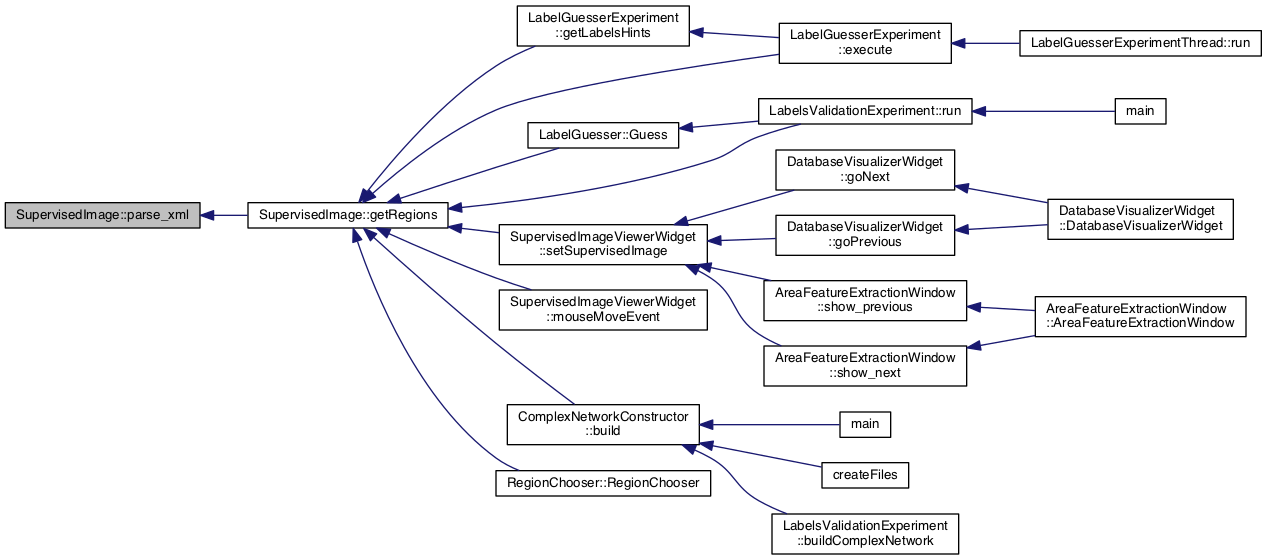 SupervisedImage::parse_xml
SupervisedImage::getRegions
LabelGuesserExperiment
::getLabelsHints
LabelGuesserExperiment
::execute
LabelGuesserExperimentThread::run
LabelGuesser::Guess
LabelsValidationExperiment::run
main
SupervisedImageViewerWidget
::setSupervisedImage
DatabaseVisualizerWidget
::goNext
DatabaseVisualizerWidget
::goPrevious
DatabaseVisualizerWidget
::DatabaseVisualizerWidget
AreaFeatureExtractionWindow
::show_previous
AreaFeatureExtractionWindow
::show_next
AreaFeatureExtractionWindow
::AreaFeatureExtractionWindow
SupervisedImageViewerWidget
::mouseMoveEvent
ComplexNetworkConstructor
::build
main
createFiles
LabelsValidationExperiment
::buildComplexNetwork
RegionChooser::RegionChooser